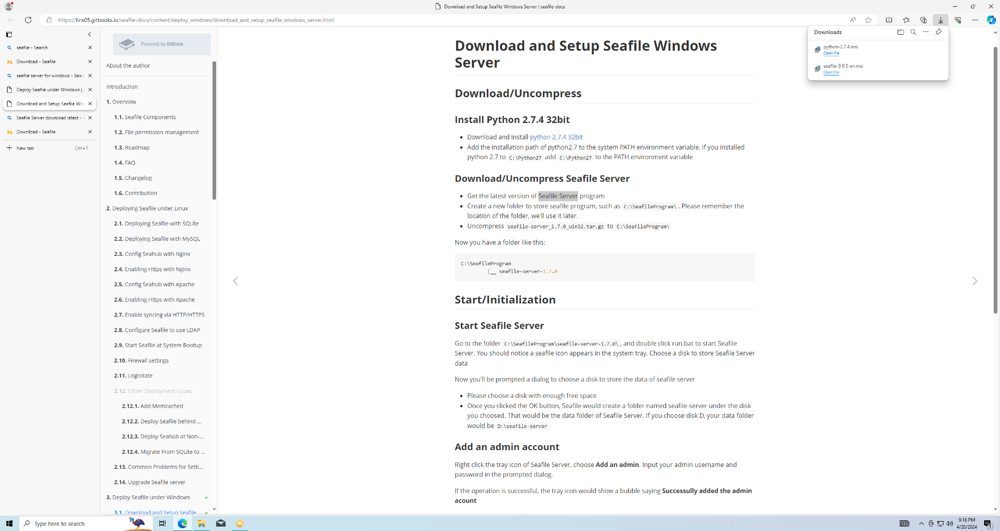 Download and Setup Seafile Windows Server | seafile-docs
https://lins05.gitbooks.io/seafile-docs/content/deploy_windows/download_and_setup_seafile_windows_server.html
seafile - Search
Download - Seafile
seafile server for windows - Sear
Deploy Seafile under Windows |
Download and Setup Seafile Win
Seafile Server download latest - S
Download - Seafile
New tab Ctrl+T
Powered by GitBook
About the author
Introduction
1. Overview
1.1. Seafile Components
1.2. File permission management
1.3. Roadmap
1.4. FAQ
1.5. Changelog
1.6. Contribution
2. Deploying Seafile under Linux
2.1. Deploying Seafile with SQLite
2.2. Deploying Seafile with MySQL
2.3. Config Seahub with Nginx
2.4. Enabling Https with Nginx
2.5. Config Seahub with Apache
2.6. Enabling Https with Apache
2.7. Enable syncing via HTTP/HTTPS
2.8. Configure Seafile to use LDAP
2.9. Start Seafile at System Bootup
2.10. Firewall settings
2.11. Logrotate
2.12. Other Deployment Issues
2.12.1. Add Memcached
2.12.2. Deploy Seafile behind ...
2.12.3. Deploy Seahub at Non-...
2.12.4. Migrate From SQLite to ...
2.13. Common Problems for Setti...
2.14. Upgrade Seafile server
3. Deploy Seafile under Windows
3.1. Download and Setup Seafile ...
Download and Setup Seafile Windows
Server
Download/Uncompress
Install Python 2.7.4 32bit
• Download and install python 2.7.4 32bit
• Add the installation path of python2.7 to the system PATH environment variable. If you installed
python 2.7 to C:\Python27 add C:\Python27 to the PATH environment variable
Download/Uncompress Seafile Server
• Get the latest version of Seafile Server program
• Create a new folder to store seafile program, such as C:\SeafileProgram\ . Please remember the
location of the folder, we'll use it later.
• Uncompress seafile-server_1.7.0_win32.tar.gz to C:\SeafileProgram\
Now you have a folder like this:
C:\SeafileProgram
|__ seafile-server-1.7.0
Start/Initialization
Start Seafile Server
Go to the folder C:\SeafileProgram\seafile-server-1.7.0\ , and double click run.bat to start Seafile
Server. You should notice a seafile icon appears in the system tray. Choose a disk to store Seafile Server
data
Now you'll be prompted a dialog to choose a disk to store the data of seafile server
• Please choose a disk with enough free space
• Once you clicked the OK button, Seafile would create a folder named seafile-server under the disk
you choosed. That would be the data folder of Seafile Server. If you choose disk D, your data folder
would be D:\seafile-server
Add an admin account
Right click the tray icon of Seafile Server, choose Add an admin. Input your admin username and
password in the prompted dialog.
If the operation is successful, the tray icon would show a bubble saying Successully added the admin
acount
Downloads
python-2.7.4.msi
Open file
seafile-9.0.5-en.msi
Open file
Type here to search
9:16 PM
4/20/2024
1